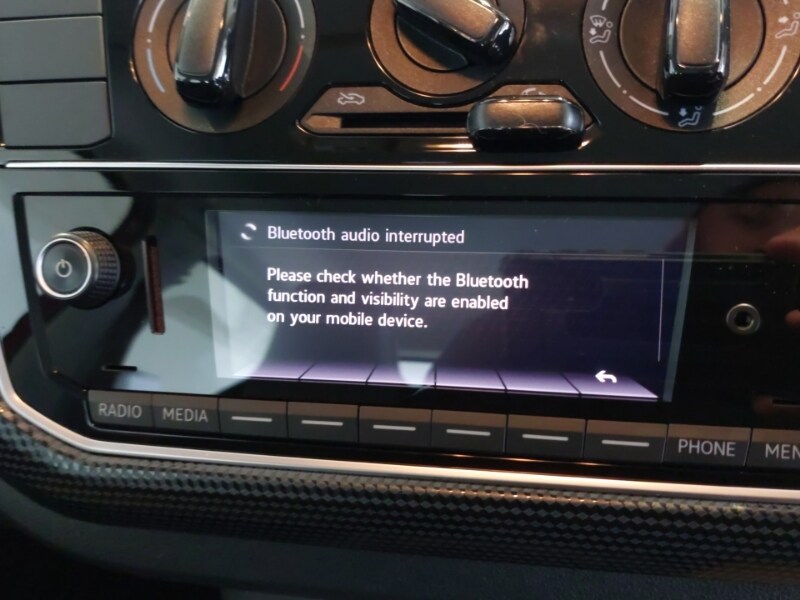 Bluetooth audio interrupted
Please check whether the Bluetooth
function and visibility are enabled
on your mobile device.
RADIO
MEDIA
PHONE
MEN